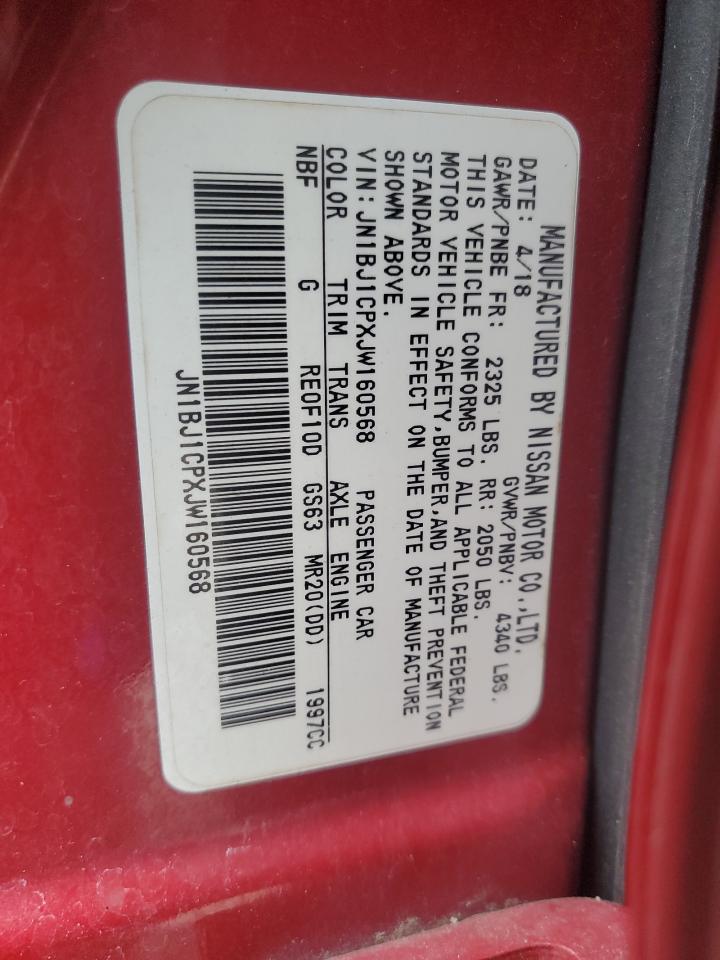 MANUFACTURED BY NISSAN MOTOR CO.,LTD.
DATE: 4/18 GVWR/PNBV: 4340 LBS.
GAWR/PNBE FR: 2325 LBS. RR: 2050 LBS.
THIS VEHICLE CONFORMS TO ALL APPLICABLE FEDERAL
MOTOR VEHICLE SAFETY,BUMPER,AND THEFT PREVENTION
STANDARDS IN EFFECT ON THE DATE OF MANUFACTURE
SHOWN ABOVE.
VIN:JN1BJ1CPXJW160568 PASSENGER CAR
COLOR TRIM TRANS AXLE ENGINE
NBF G RE0F10D GS63 MR20(DD) 1997CC
JN1BJ1CPXJW160568